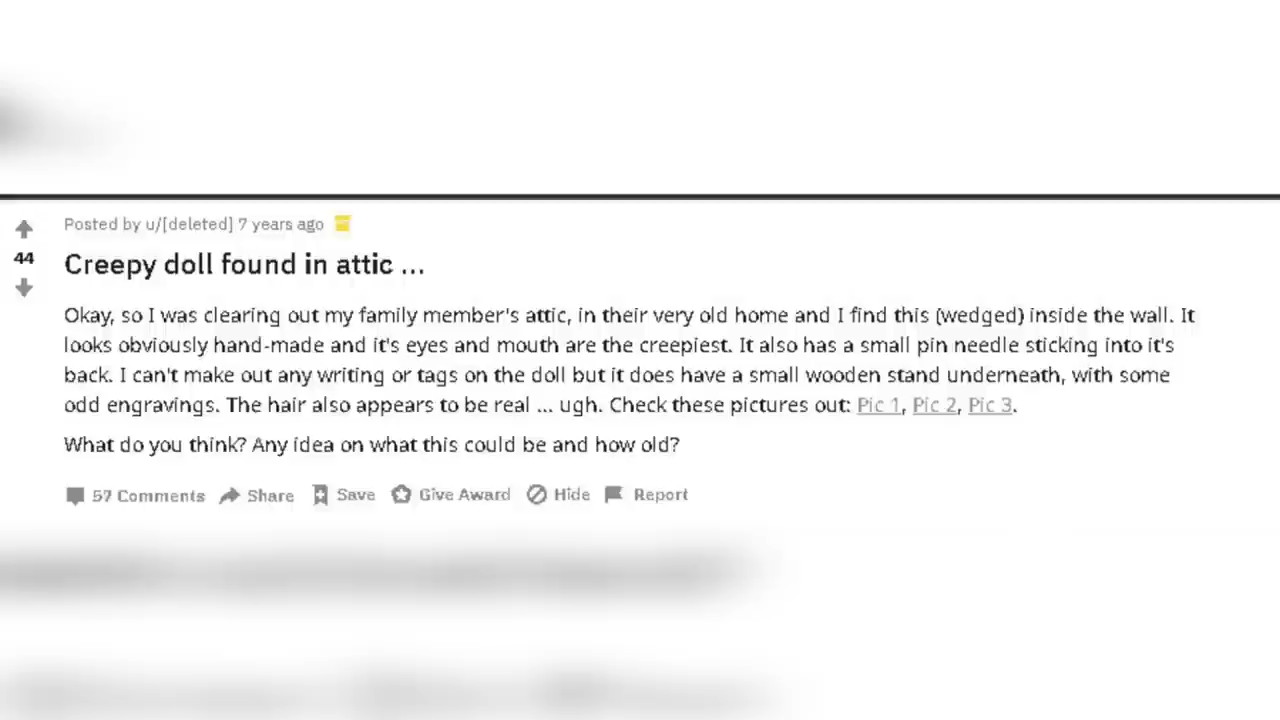 Posted by u/[deleted] 7 years ago
44
Creepy doll found in attic ...
Okay, so I was clearing out my family member's attic, in their very old home and I find this (wedged) inside the wall. It
looks obviously hand-made and it's eyes and mouth are the creepiest. It also has a small pin needle sticking into it's
back. I can't make out any writing or tags on the doll but it does have a small wooden stand underneath, with some
odd engravings. The hair also appears to be real ... ugh. Check these pictures out: Pic 1, Pic 2, Pic 3.
What do you think? Any idea on what this could be and how old?
57 Comments Share Save Give Award Hide Report